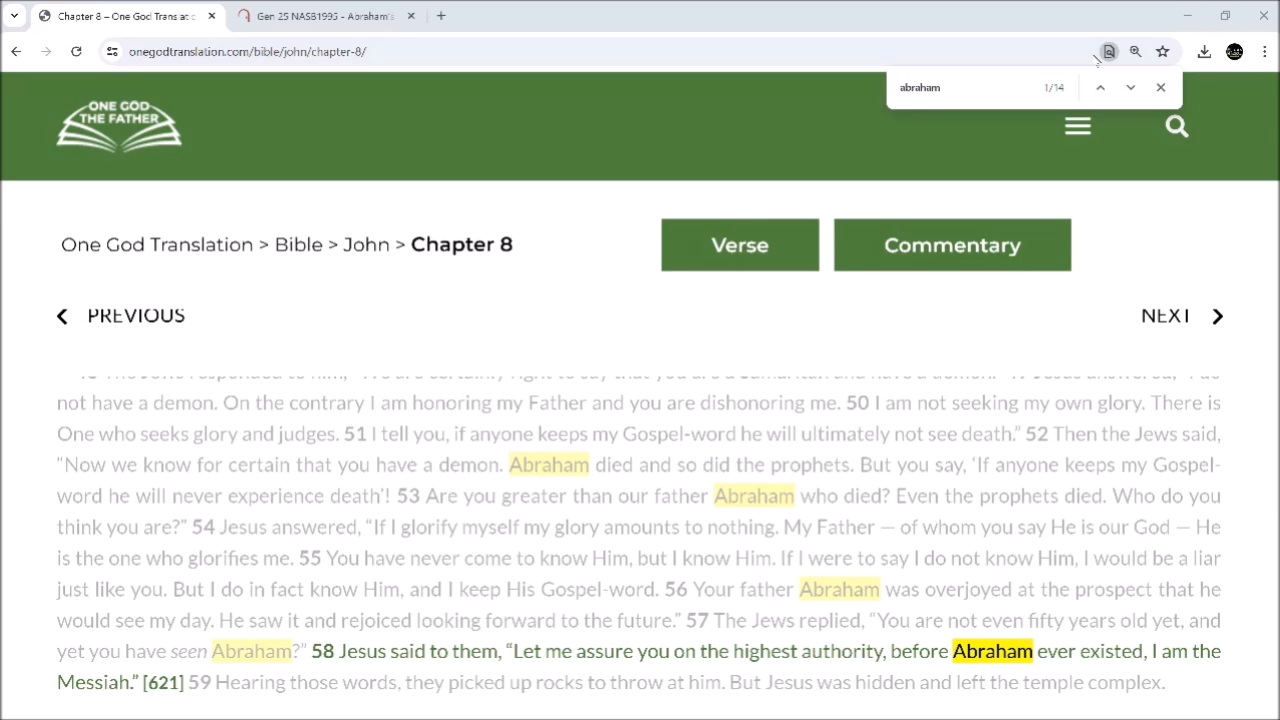 Chapter 8 – One God Translatic
Gen 25 NASB1995 - Abraham's
onegodtranslation.com/bible/john/chapter-8/
abraham 1/14
ONE GOD
THE FATHER
One God Translation > Bible > John > Chapter 8
Verse
Commentary
PREVIOUS
NEXT
not have a demon. On the contrary I am honoring my Father and you are dishonoring me. 50 I am not seeking my own glory. There is
One who seeks glory and judges. 51 I tell you, if anyone keeps my Gospel-word he will ultimately not see death.” 52 Then the Jews said,
“Now we know for certain that you have a demon. Abraham died and so did the prophets. But you say, ‘If anyone keeps my Gospel-
word he will never experience death’! 53 Are you greater than our father Abraham who died? Even the prophets died. Who do you
think you are?” 54 Jesus answered, “If I glorify myself my glory amounts to nothing. My Father — of whom you say He is our God — He
is the one who glorifies me. 55 You have never come to know Him, but I know Him. If I were to say I do not know Him, I would be a liar
just like you. But I do in fact know Him, and I keep His Gospel-word. 56 Your father Abraham was overjoyed at the prospect that he
would see my day. He saw it and rejoiced looking forward to the future.” 57 The Jews replied, “You are not even fifty years old yet, and
yet you have seen Abraham?” 58 Jesus said to them, “Let me assure you on the highest authority, before Abraham ever existed, I am the
Messiah.” [621] 59 Hearing those words, they picked up rocks to throw at him. But Jesus was hidden and left the temple complex.